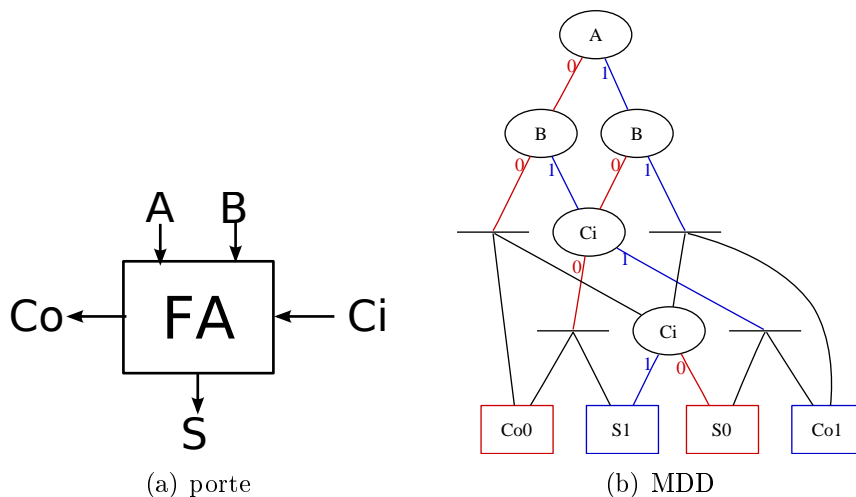 A B
Co FA Ci
S
(a) porte
A
0 1
B B
0 1 0 1
Ci
0 1
Ci
1 0
Co0 S1 S0 Co1
(b) MDD